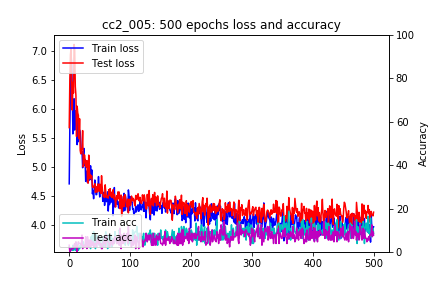 cc2_005: 500 epochs loss and accuracy
Train loss
Test loss
Train acc
Test acc
Loss
7.0
6.5
6.0
5.5
5.0
4.5
4.0
Accuracy
100
80
60
40
20
0
0 100 200 300 400 500